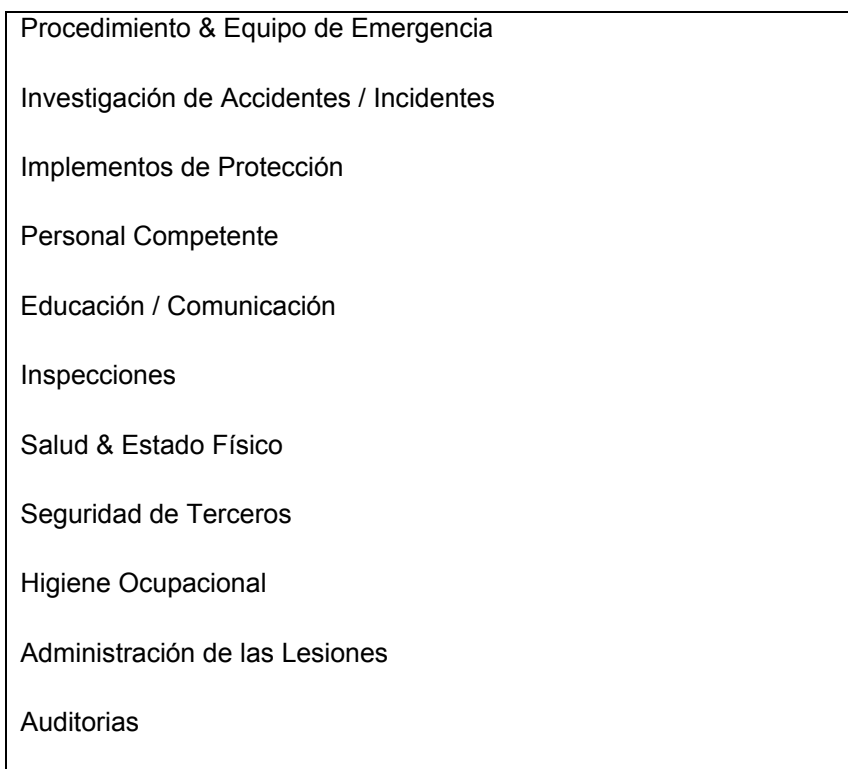 Procedimiento & Equipo de Emergencia
Investigación de Accidentes / Incidentes
Implementos de Protección
Personal Competente
Educación / Comunicación
Inspecciones
Salud & Estado Físico
Seguridad de Terceros
Higiene Ocupacional
Administración de las Lesiones
Auditorias